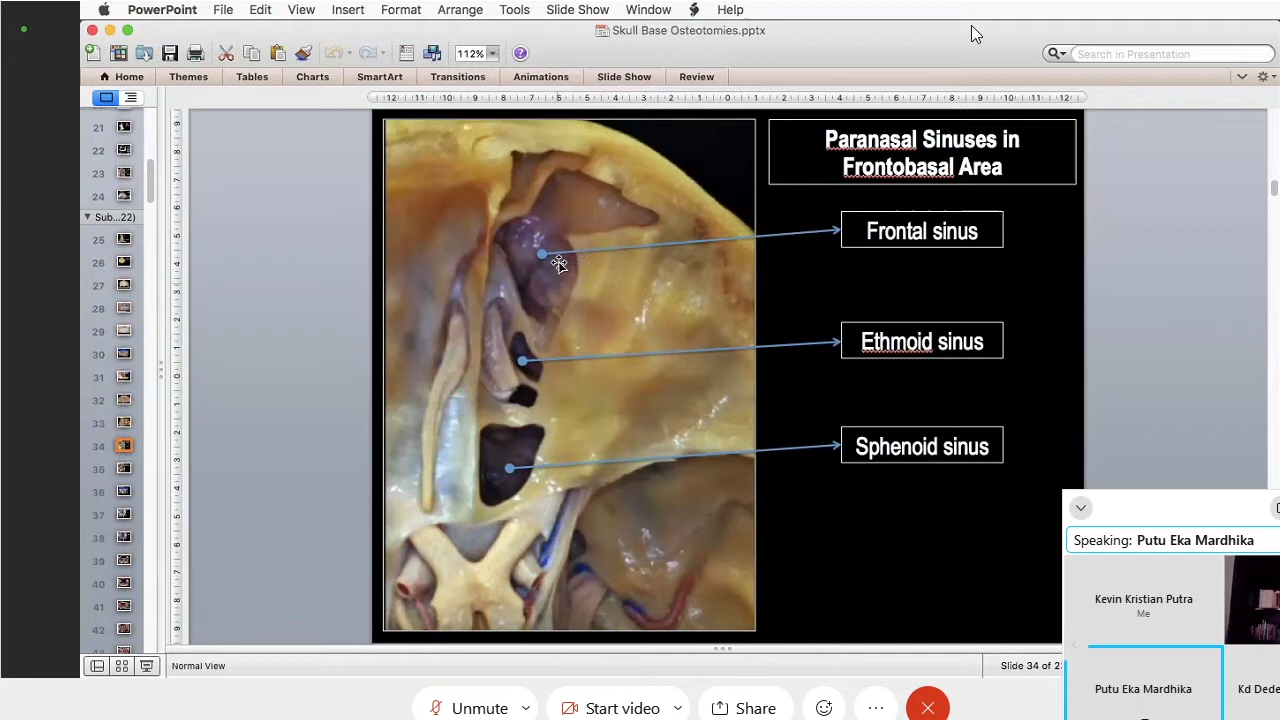 PowerPoint File Edit View Insert Format Arrange Tools Slide Show Window Help
Skull Base Osteotomies.pptx
112%
Search in Presentation
Home Themes Tables Charts SmartArt Transitions Animations Slide Show Review
21
22
23
24
Sub...22)
25
26
27
28
29
30
31
32
33
34
35
36
37
38
39
40
41
42
Paranasal Sinuses in
Frontobasal Area
Frontal sinus
Ethmoid sinus
Sphenoid sinus
Normal View
Slide 34 of 2
Speaking: Putu Eka Mardhika
Kevin Kristian Putra
Me
Putu Eka Mardhika
Kd Dede
Unmute Start video Share